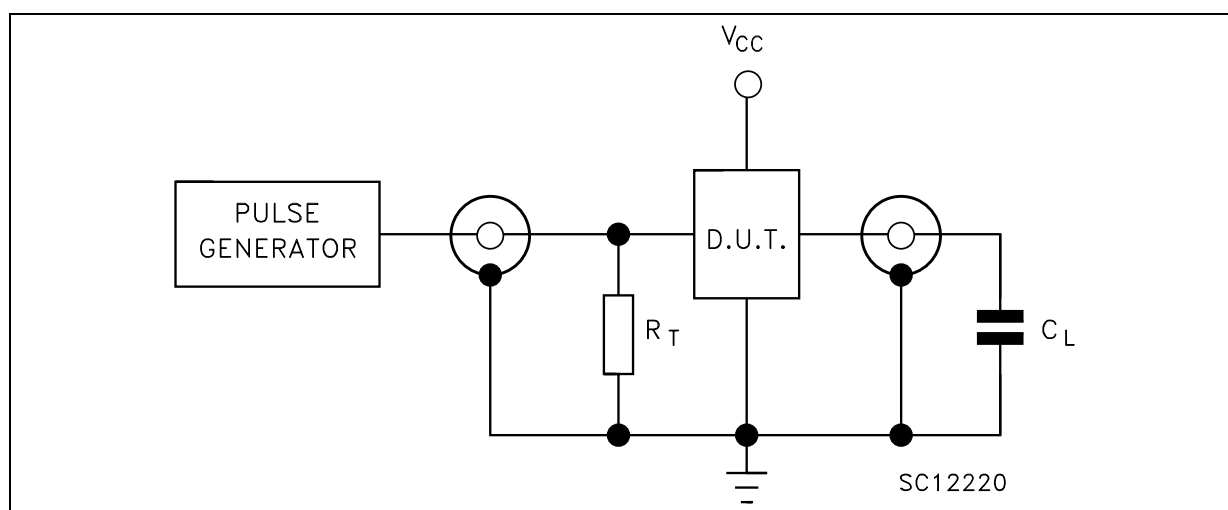 VCC
PULSE
GENERATOR
D.U.T.
RT
CL
SC12220